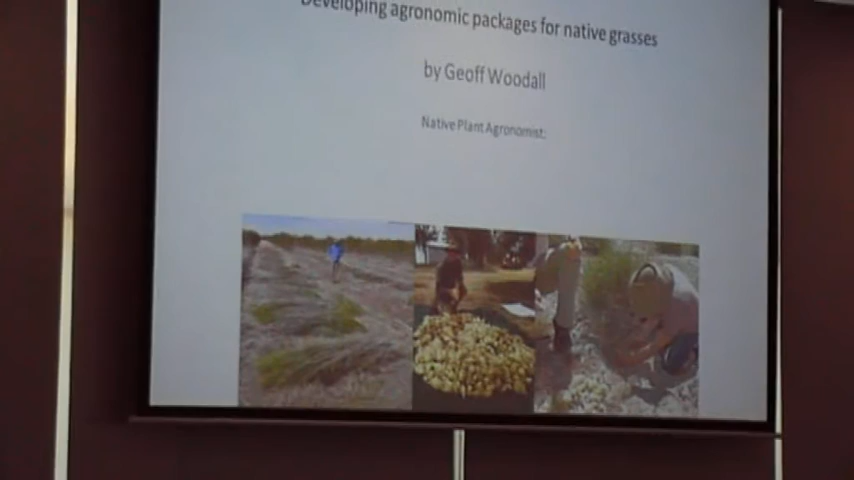 Developing agronomic packages for native grasses
by Geoff Woodall
Native Plant Agronomist: